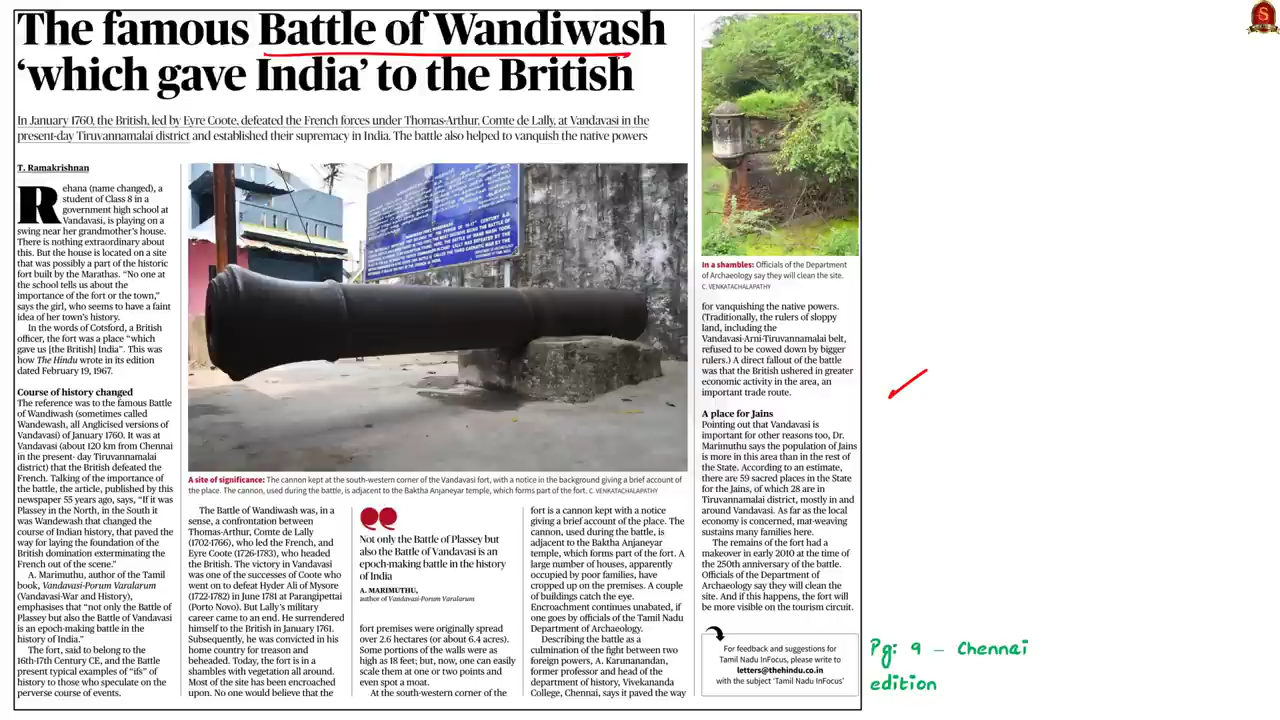 The famous Battle of Wandiwash
‘which gave India’ to the British
In January 1760, the British, led by Eyre Coote, defeated the French forces under Thomas-Arthur, Comte de Lally, at Vandavasi in the
present-day Tiruvannamalai district and established their supremacy in India. The battle also helped to vanquish the native powers
T. Ramakrishnan
Rehana (name changed), a
student of Class 8 in a
government high school at
Vandavasi, is playing on a
swing near her grandmother’s house.
There is nothing extraordinary about
this. But the house is located on a site
that was possibly a part of the historic
fort built by the Marathas. “No one at
the school tells us about the
importance of the fort or the town,”
says the girl, who seems to have a faint
idea of her town’s history.
In the words of Cotsford, a British
officer, the fort was a place “which
gave us [the British] India”. This was
how The Hindu wrote in its edition
dated February 19, 1967.
Course of history changed
The reference was to the famous Battle
of Wandiwash (sometimes called
Wandewash, all Anglicised versions of
Vandavasi) of January 1760. It was at
Vandavasi (about 120 km from Chennai
in the present- day Tiruvannamalai
district) that the British defeated the
French. Talking of the importance of
the battle, the article, published by this
newspaper 55 years ago, says, “If it was
Plassey in the North, in the South it
was Wandewash that changed the
course of Indian history, that paved the
way for laying the foundation of the
British domination exterminating the
French out of the scene.”
A. Marimuthu, author of the Tamil
book, Vandavasi-Porum Varalarum
(Vandavasi-War and History),
emphasises that “not only the Battle of
Plassey but also the Battle of Vandavasi
is an epoch-making battle in the
history of India.”
The fort, said to belong to the
16th-17th Century CE, and the Battle
present typical examples of “ifs” of
history to those who speculate on the
perverse course of events.
A site of significance: The cannon kept at the south-western corner of the Vandavasi fort, with a notice in the background giving a brief account of
the place. The cannon, used during the battle, is adjacent to the Baktha Anjaneyar temple, which forms part of the fort. C. VENKATACHALAPATHY
The Battle of Wandiwash was, in a
sense, a confrontation between
Thomas-Arthur, Comte de Lally
(1702-1766), who led the French, and
Eyre Coote (1726-1783), who headed
the British. The victory in Vandavasi
was one of the successes of Coote who
went on to defeat Hyder Ali of Mysore
(1722-1782) in June 1781 at Parangipettai
(Porto Novo). But Lally’s military
career came to an end. He surrendered
himself to the British in January 1761.
Subsequently, he was convicted in his
home country for treason and
beheaded. Today, the fort is in a
shambles with vegetation all around.
Most of the site has been encroached
upon. No one would believe that the
Not only the Battle of Plassey but
also the Battle of Vandavasi is an
epoch-making battle in the history
of India
A. MARIMUTHU,
author of Vandavasi-Porum Varalarum
fort premises were originally spread
over 2.6 hectares (or about 6.4 acres).
Some portions of the walls were as
high as 18 feet; but, now, one can easily
scale them at one or two points and
even spot a moat.
At the south-western corner of the
fort is a cannon kept with a notice
giving a brief account of the place. The
cannon, used during the battle, is
adjacent to the Baktha Anjaneyar
temple, which forms part of the fort. A
large number of houses, apparently
occupied by poor families, have
cropped up on the premises. A couple
of buildings catch the eye.
Encroachment continues unabated, if
one goes by officials of the Tamil Nadu
Department of Archaeology.
Describing the battle as a
culmination of the fight between two
foreign powers, A. Karunanandan,
former professor and head of the
department of history, Vivekananda
College, Chennai, says it paved the way
In a shambles: Officials of the Department
of Archaeology say they will clean the site.
C. VENKATACHALAPATHY
for vanquishing the native powers.
(Traditionally, the rulers of sloppy
land, including the
Vandavasi-Arni-Tiruvannamalai belt,
refused to be cowed down by bigger
rulers.) A direct fallout of the battle
was that the British ushered in greater
economic activity in the area, an
important trade route.
A place for Jains
Pointing out that Vandavasi is
important for other reasons too, Dr.
Marimuthu says the population of Jains
is more in this area than in the rest of
the State. According to an estimate,
there are 59 sacred places in the State
for the Jains, of which 28 are in
Tiruvannamalai district, mostly in and
around Vandavasi. As far as the local
economy is concerned, mat-weaving
sustains many families here.
The remains of the fort had a
makeover in early 2010 at the time of
the 250th anniversary of the battle.
Officials of the Department of
Archaeology say they will clean the
site. And if this happens, the fort will
be more visible on the tourism circuit.
For feedback and suggestions for
Tamil Nadu InFocus, please write to
letters@thehindu.co.in
with the subject ‘Tamil Nadu InFocus’
Pg: 9 – Chennai
edition
S